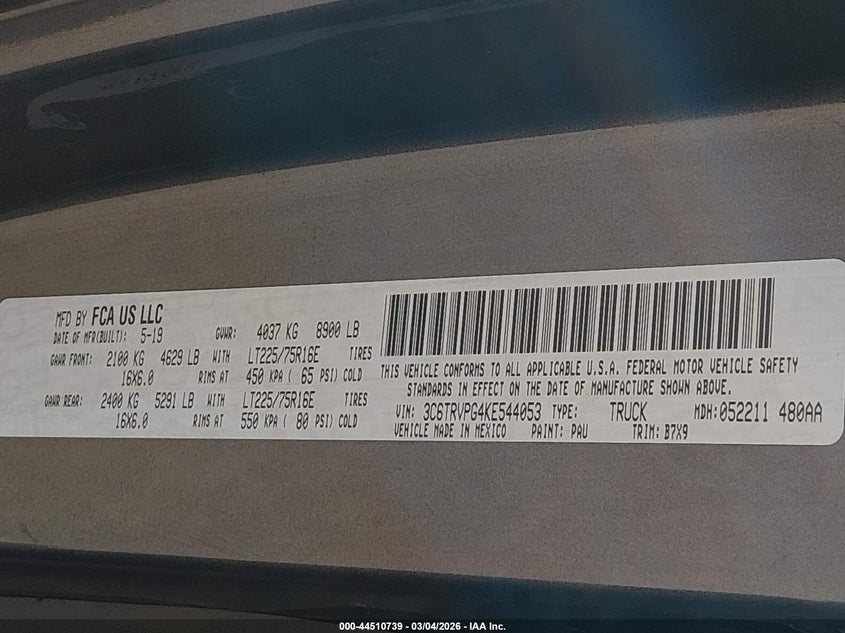 MFD BY FCA US LLC
DATE OF MFR(BUILT): 5-19 GVWR: 4037 KG 8900 LB
GAWR FRONT: 2100 KG 4629 LB WITH LT225/75R16E TIRES
16X6.0 RIMS AT 450 KPA ( 65 PSI) COLD
GAWR REAR: 2400 KG 5291 LB WITH LT225/75R16E TIRES
16X6.0 RIMS AT 550 KPA ( 80 PSI) COLD
THIS VEHICLE CONFORMS TO ALL APPLICABLE U.S.A. FEDERAL MOTOR VEHICLE SAFETY
STANDARDS IN EFFECT ON THE DATE OF MANUFACTURE SHOWN ABOVE.
VIN: 3C6TRVPG4KE544053 TYPE: TRUCK MDH:052211 480AA
VEHICLE MADE IN MEXICO PAINT: PAU TRIM: B7X9
000-44510739 - 03/04/2026 - IAA Inc.